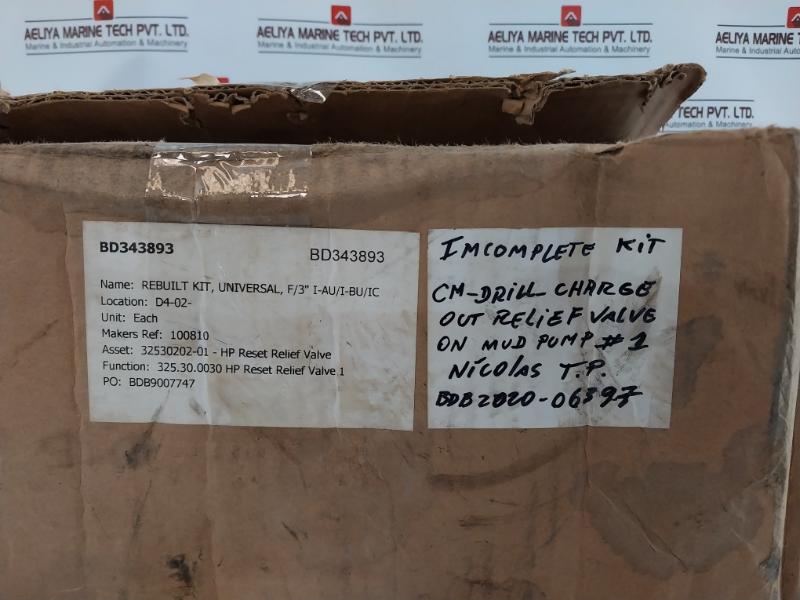 AELIYA MARINE TECH PVT. LTD.
Marine & Industrial Automation & Machinery
AELIYA MARINE TECH PVT. LTD.
Marine & Industrial Automation & Machinery
AELIYA MARINE TECH PVT. LTD.
Marine & Industrial Automation & Machinery
AELIYA MARINE TE
Marine & Industrial Automatio
TECH PVT. LTD.
Automation & Machinery
BD343893
BD343893
Name: REBUILT KIT, UNIVERSAL, F/3" I-AU/I-BU/IC
Location: D4-02-
Unit: Each
Makers Ref: 100810
Asset: 32530202-01 - HP Reset Relief Valve
Function: 325.30.0030 HP Reset Relief Valve 1
PO: BDB9007747
IMCOMPLETE KIT
CM-DRILL CHARGE
OUT RELIEF VALVE
ON MUD PUMP #1
NICOLAS T.P.